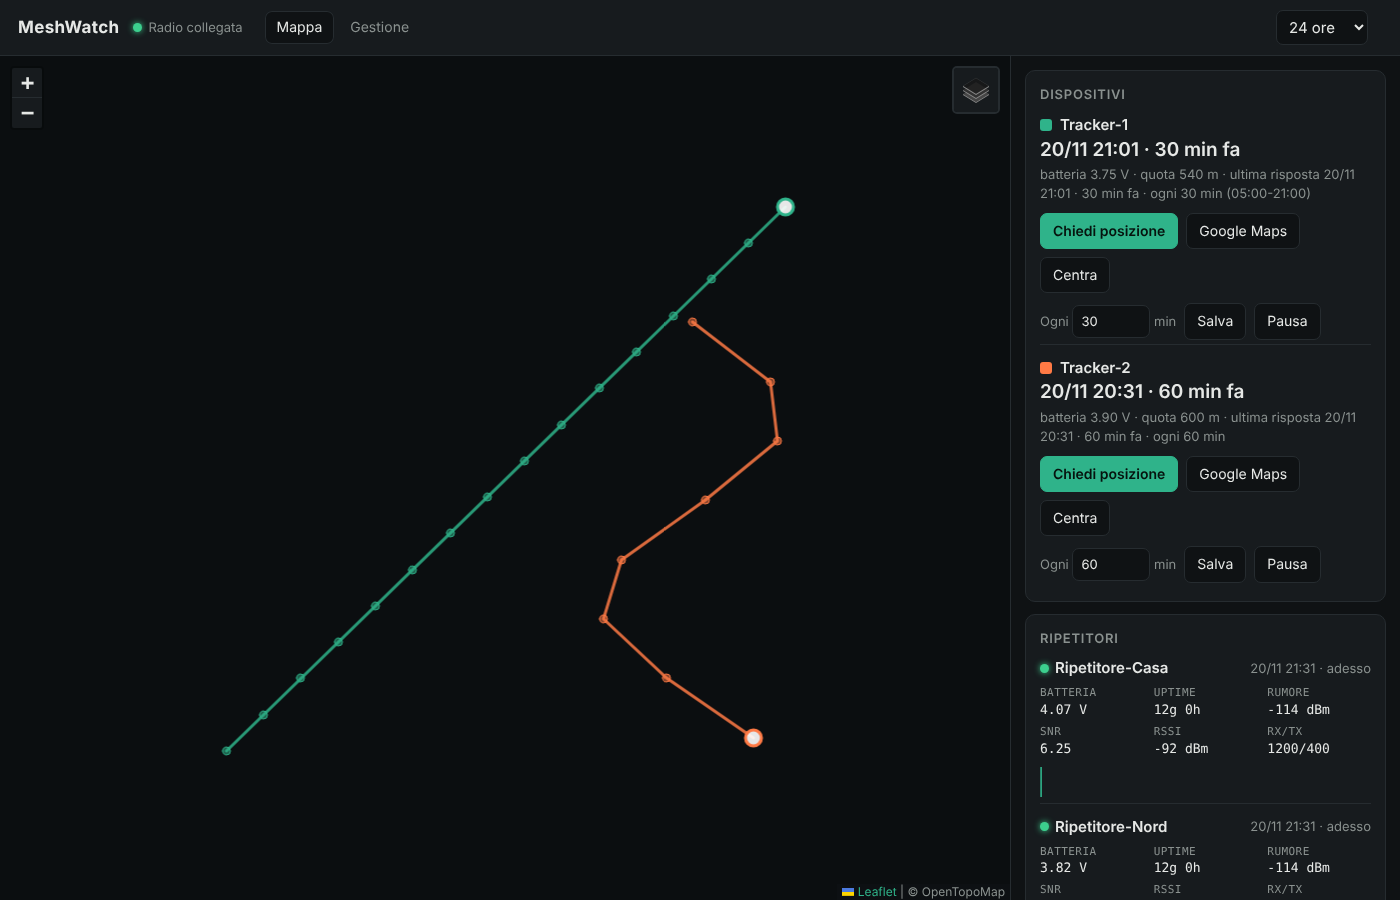 MeshWatch
Radio collegata
Mappa
Gestione
24 ore
+
−
DISPOSITIVI
Tracker-1
20/11 21:01 · 30 min fa
batteria 3.75 V · quota 540 m · ultima risposta 20/11
21:01 · 30 min fa · ogni 30 min (05:00-21:00)
Chiedi posizione
Google Maps
Centra
Ogni 30 min Salva Pausa
Tracker-2
20/11 20:31 · 60 min fa
batteria 3.90 V · quota 600 m · ultima risposta 20/11
20:31 · 60 min fa · ogni 60 min
Chiedi posizione
Google Maps
Centra
Ogni 60 min Salva Pausa
RIPETITORI
Ripetitore-Casa 20/11 21:31 · adesso
BATTERIA UPTIME RUMORE
4.07 V 12g 0h -114 dBm
SNR RSSI RX/TX
6.25 -92 dBm 1200/400
Ripetitore-Nord 20/11 21:31 · adesso
BATTERIA UPTIME RUMORE
3.82 V 12g 0h -114 dBm
SNR RSSI RX/TX
Leaflet | © OpenTopoMap